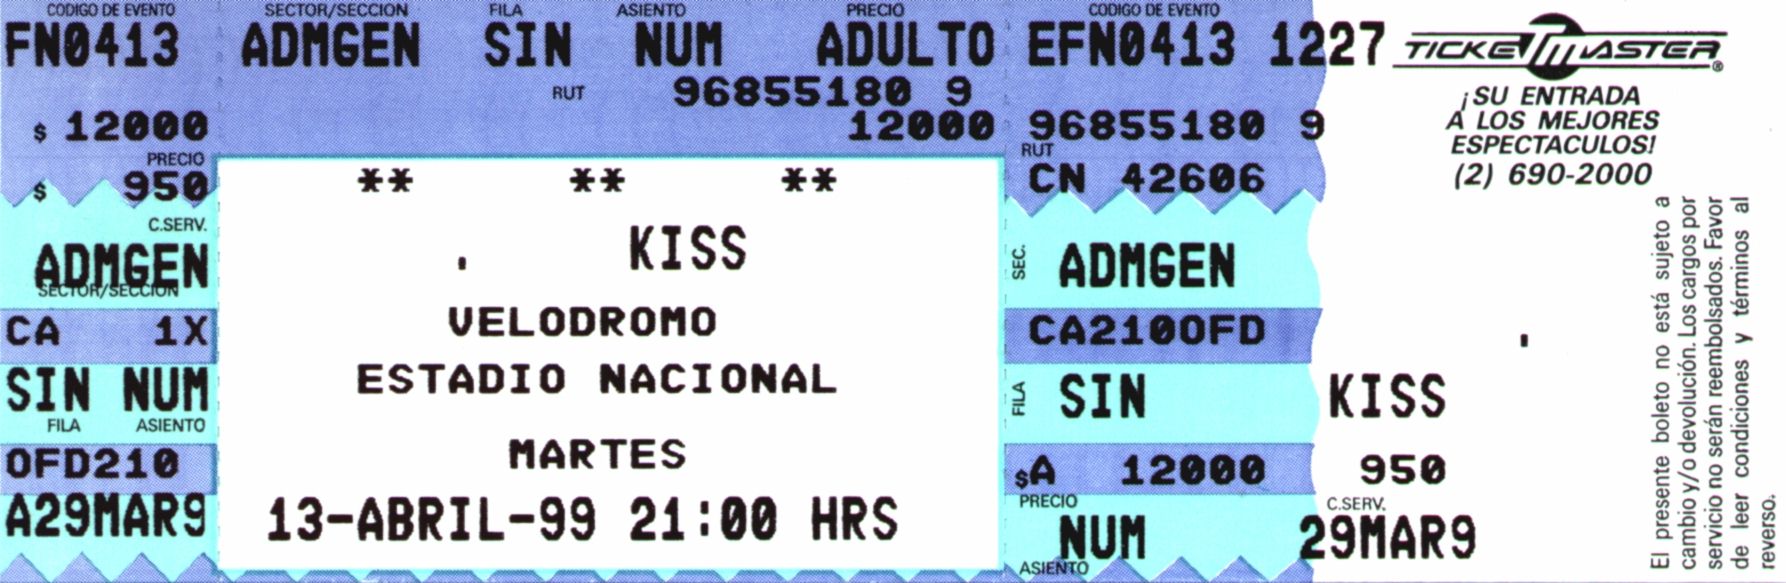 CODIGO DE EVENTO SECTOR/SECCION FILA ASIENTO PRECIO CODIGO DE EVENTO
FN0413 ADMGEN SIN NUM ADULTO EFN0413 1227
RUT 96855180 9
$ 12000 12000 96855180 9
PRECIO RUT
$ 950 CN 42606
C.SERV.
** ** **
. KISS
VELODROMO
ESTADIO NACIONAL
MARTES
13-ABRIL-99 21:00 HRS
ADMGEN
SECTOR/SECCION
CA 1X
SIN NUM
FILA ASIENTO
OFD210
A29MAR9
SEC. ADMGEN
CA210OFD .
FILA SIN KISS
$A 12000 950
PRECIO C.SERV.
NUM 29MAR9
ASIENTO
TICKETMASTER®
¡SU ENTRADA
A LOS MEJORES
ESPECTACULOS!
(2) 690-2000
El presente boleto no está sujeto a
cambio y/o devolución. Los cargos por
servicio no serán reembolsados. Favor
de leer condiciones y términos al
reverso.